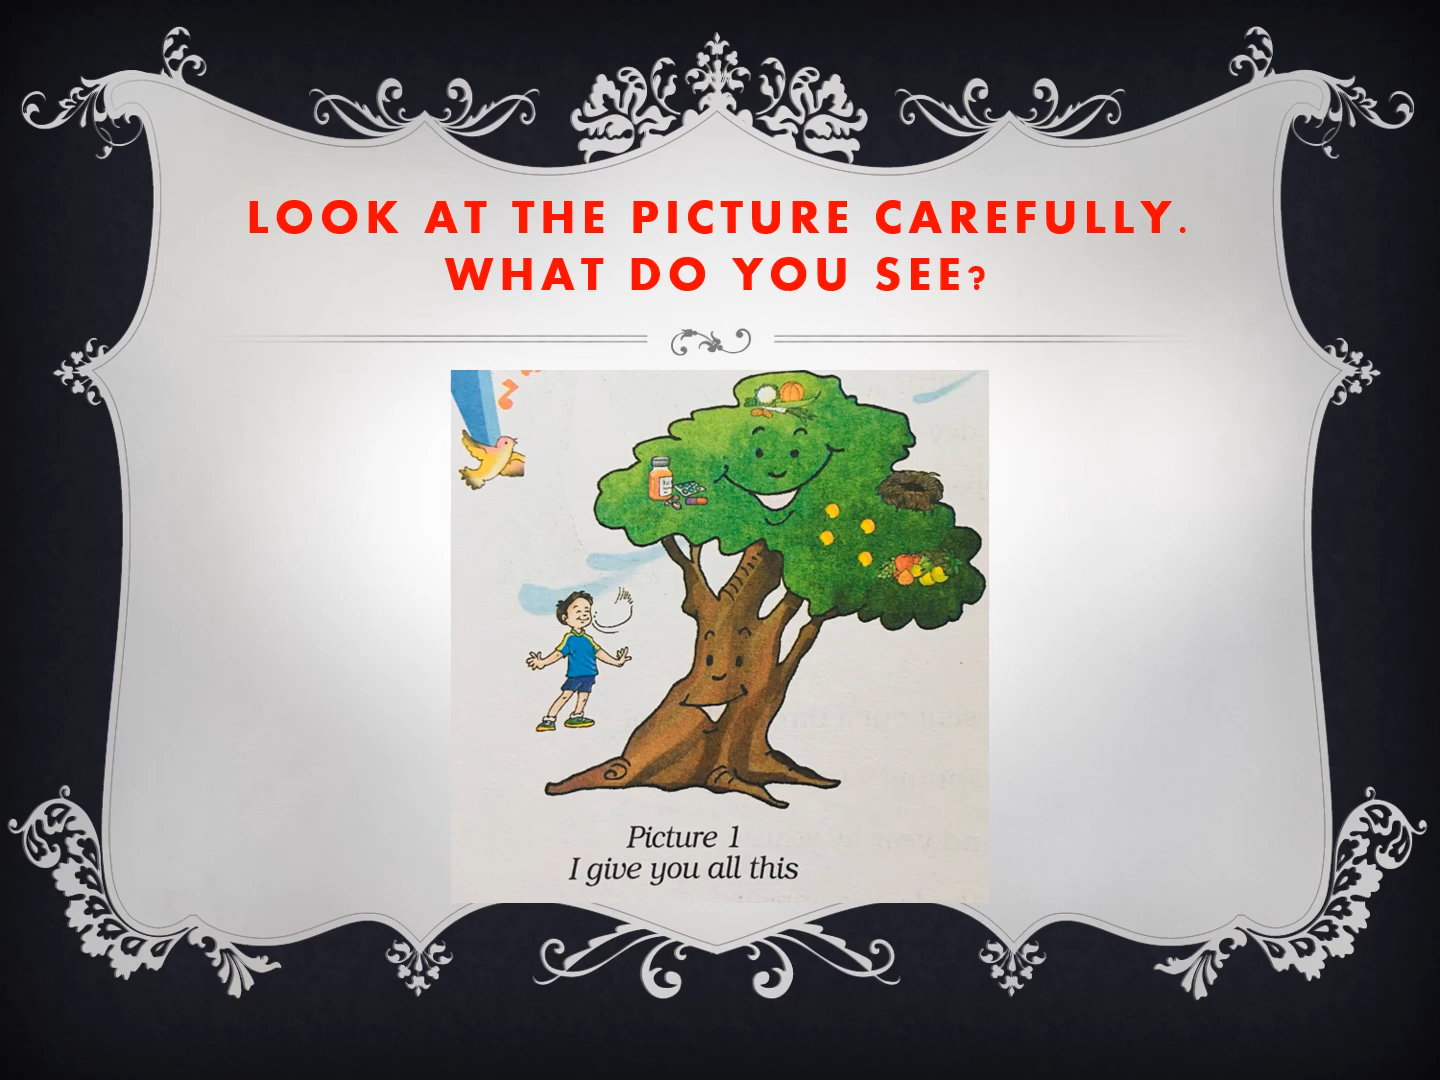 LOOK AT THE PICTURE CAREFULLY.
WHAT DO YOU SEE?
Picture 1
I give you all this